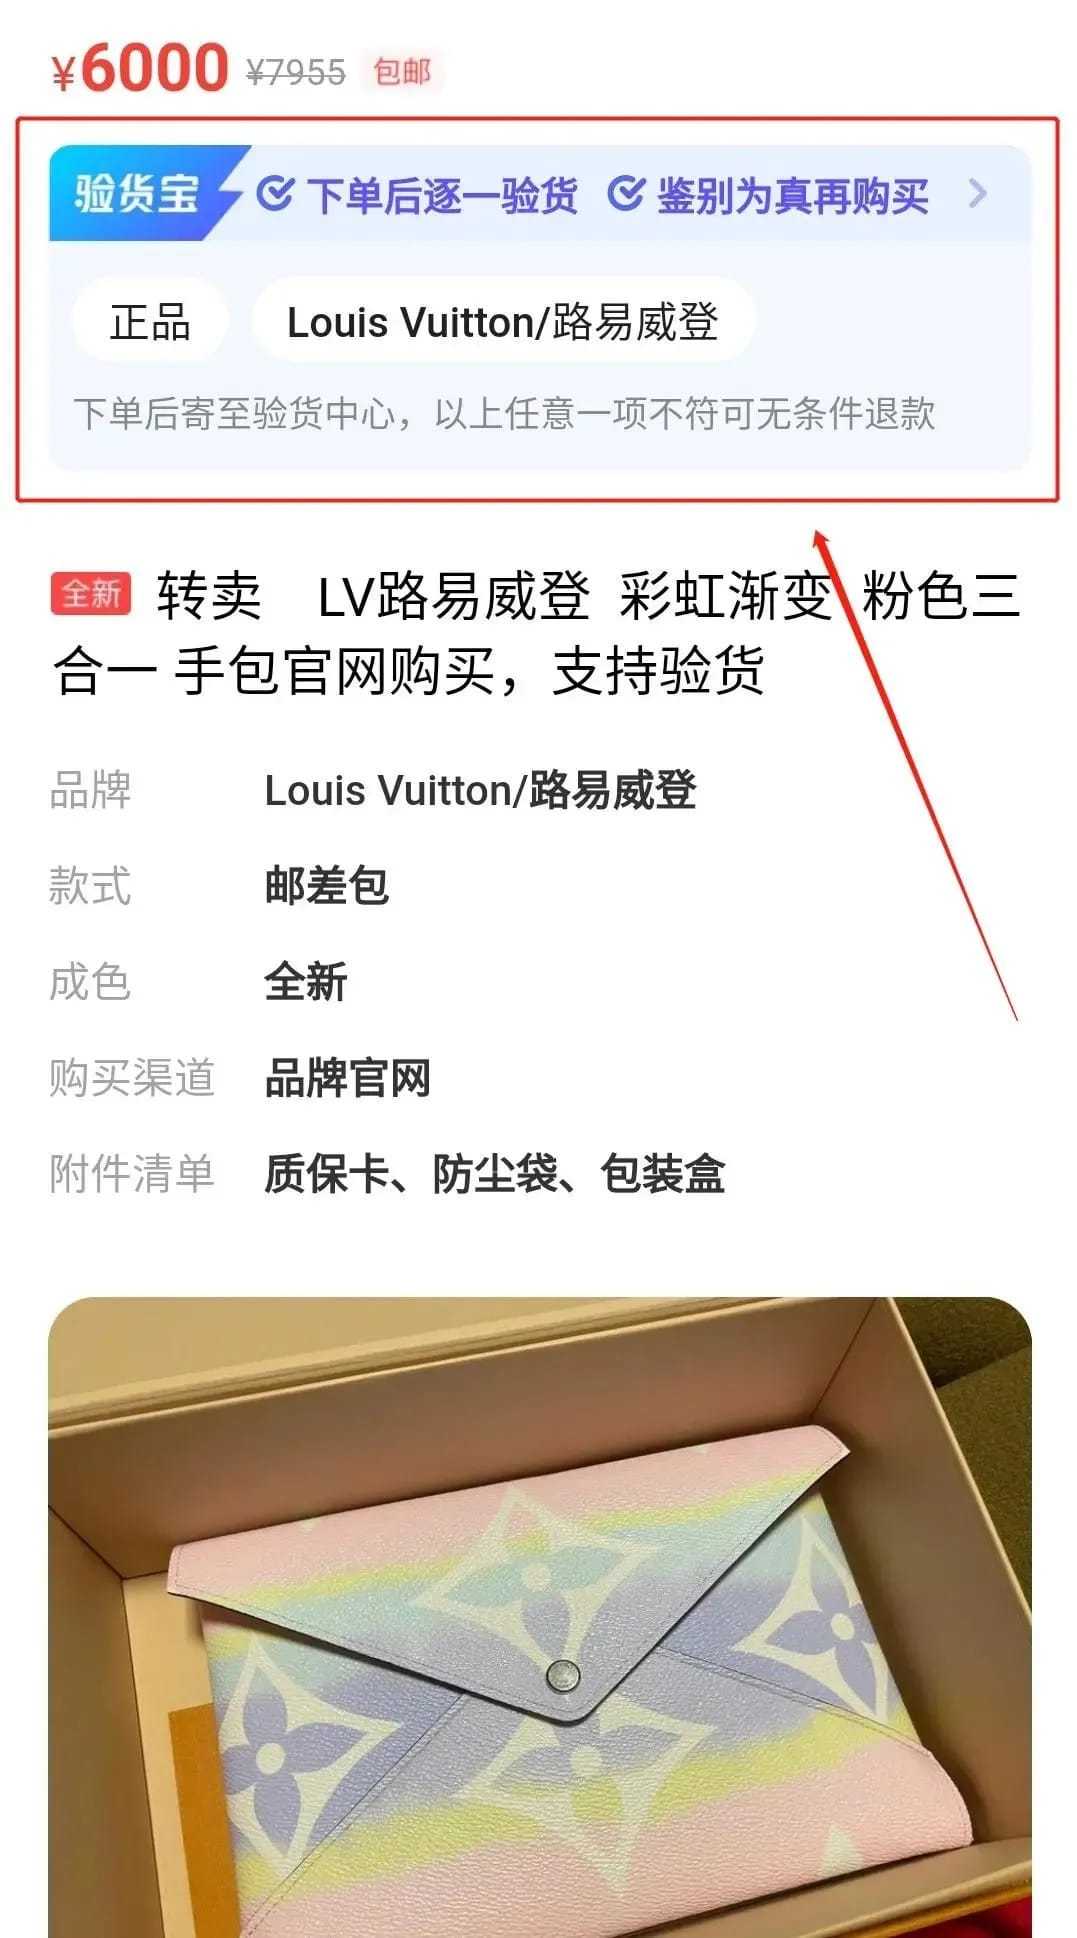 ¥6000 ¥7955 包邮
验货宝 下单后逐一验货 鉴别为真再购买
正品 Louis Vuitton/路易威登
下单后寄至验货中心，以上任意一项不符可无条件退款
全新 转卖 LV路易威登 彩虹渐变 粉色三
合一 手包官网购买，支持验货
品牌 Louis Vuitton/路易威登
款式 邮差包
成色 全新
购买渠道 品牌官网
附件清单 质保卡、防尘袋、包装盒